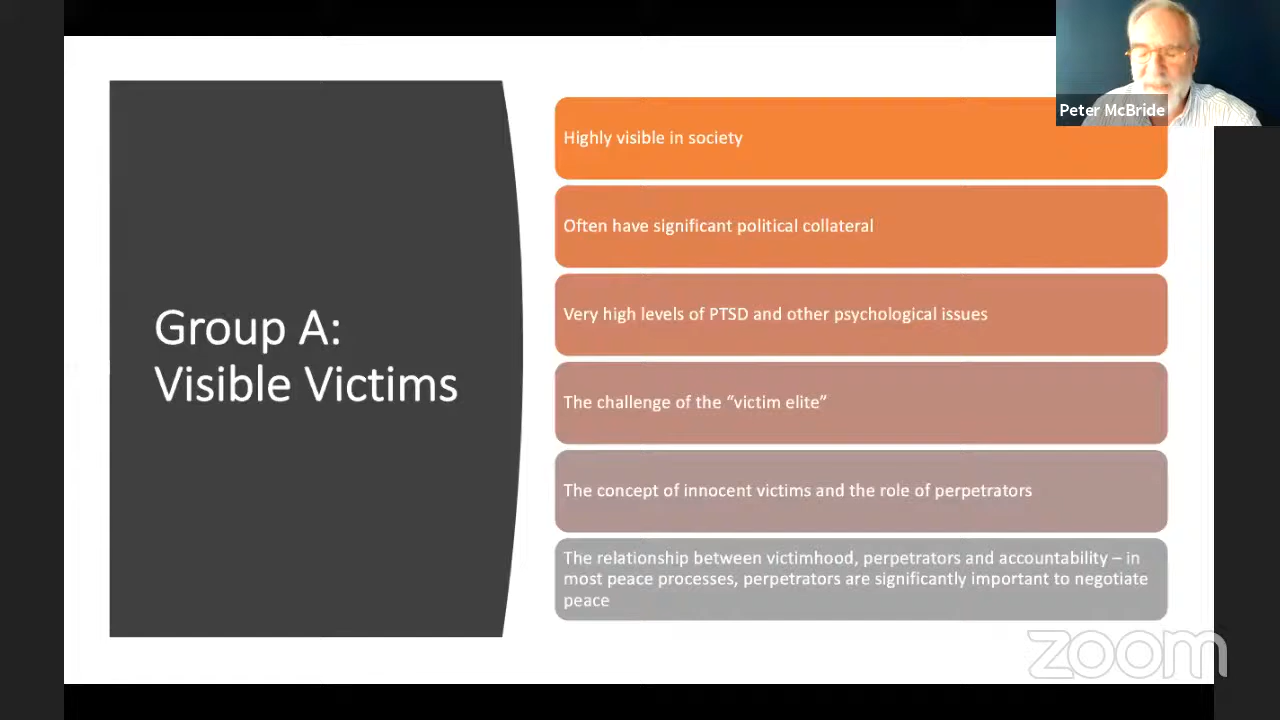 Peter McBride
Highly visible in society
Often have significant political collateral
Group A:
Visible Victims
Very high levels of PTSD and other psychological issues
The challenge of the “victim elite”
The concept of innocent victims and the role of perpetrators
The relationship between victimhood, perpetrators and accountability – in
most peace processes, perpetrators are significantly important to negotiate
peace
zoom